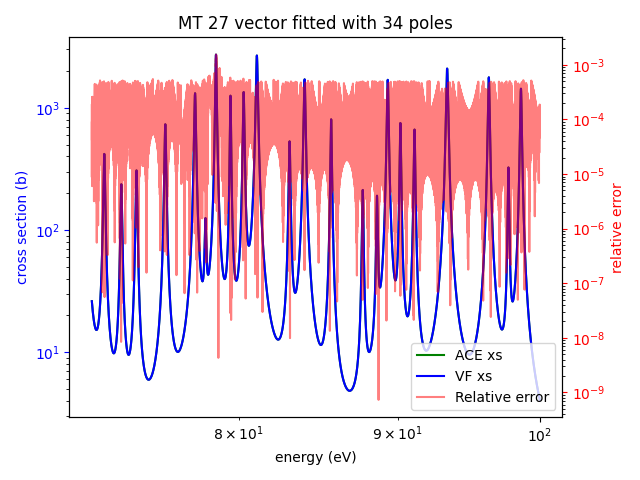 MT 27 vector fitted with 34 poles
cross section (b)
10³
10²
10¹
10⁻³
10⁻⁴
10⁻⁵
10⁻⁶
10⁻⁷
10⁻⁸
10⁻⁹
relative error
ACE xs
VF xs
Relative error
8 × 10¹
9 × 10¹
10²
energy (eV)